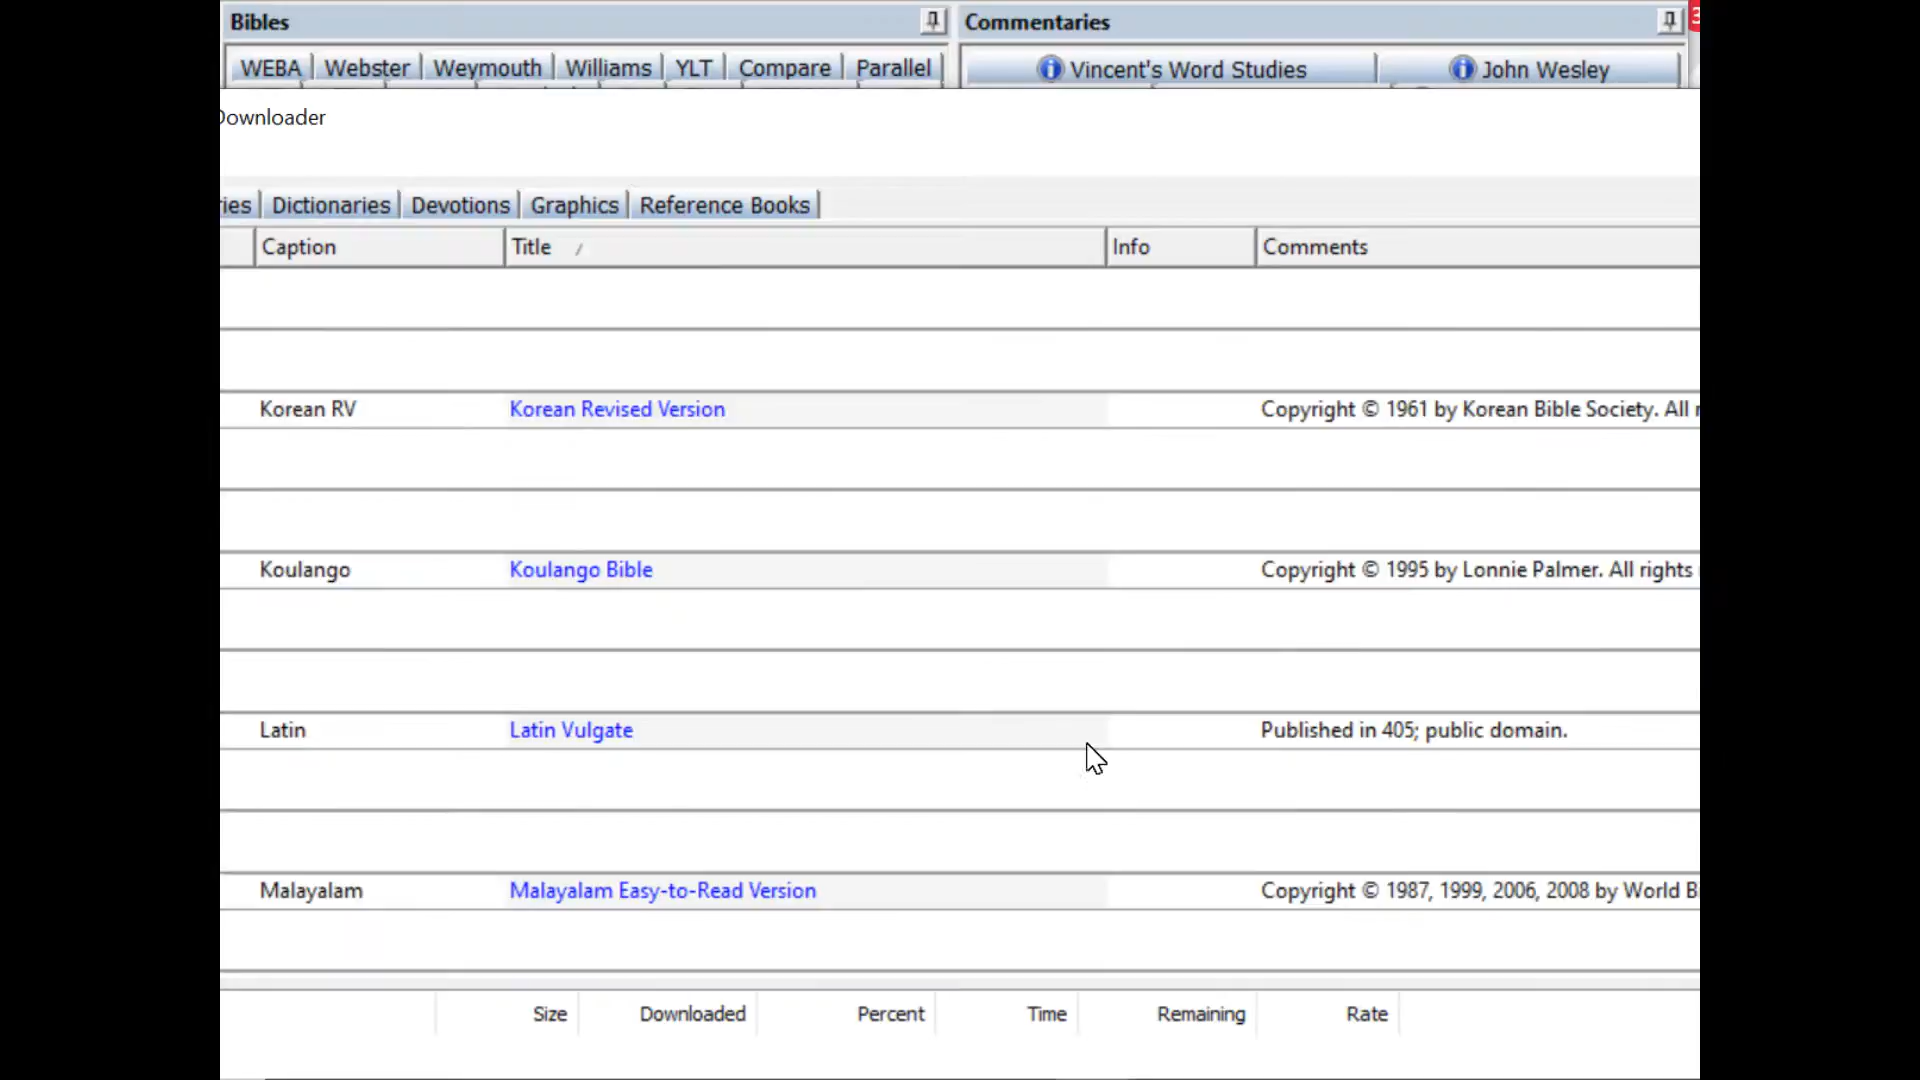 Bibles Commentaries
WEBA Webster Weymouth Williams YLT Compare Parallel Vincent's Word Studies John Wesley
Downloader
ies Dictionaries Devotions Graphics Reference Books
Caption Title Info Comments
Korean RV Korean Revised Version Copyright © 1961 by Korean Bible Society. All
Koulango Koulango Bible Copyright © 1995 by Lonnie Palmer. All rights
Latin Latin Vulgate Published in 405; public domain.
Malayalam Malayalam Easy-to-Read Version Copyright © 1987, 1999, 2006, 2008 by World B
Size Downloaded Percent Time Remaining Rate